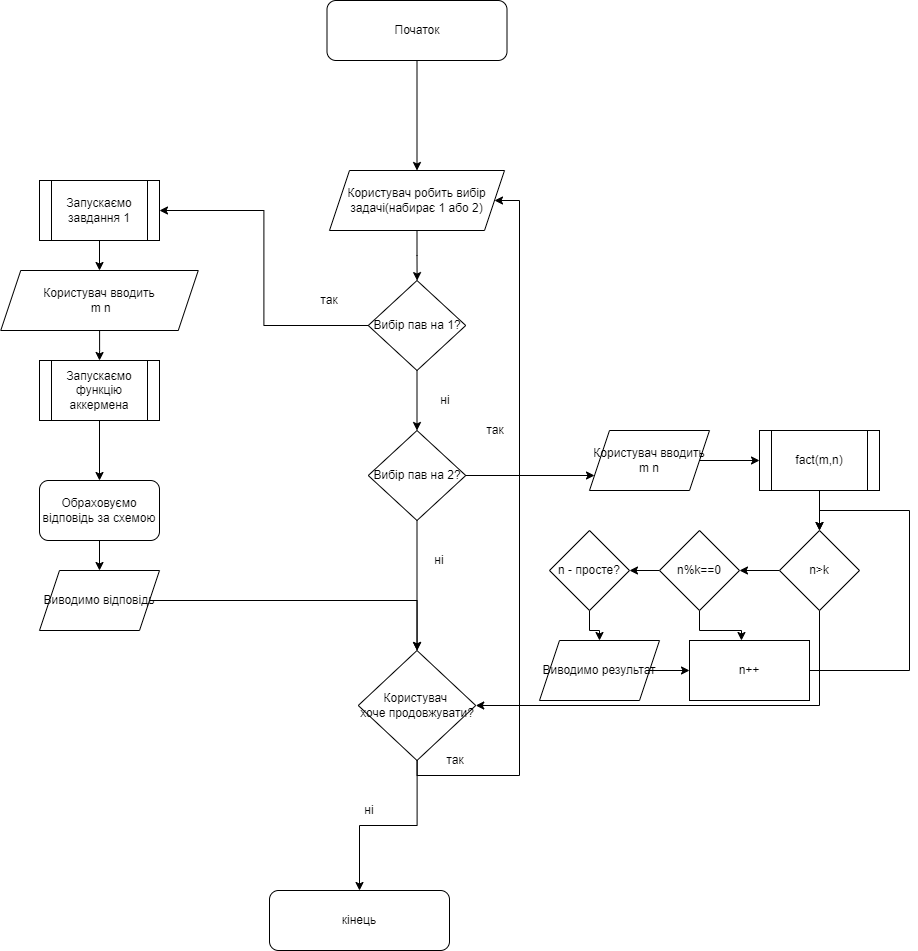 Початок
Користувач робить вибір
задачі(набирає 1 або 2)
Запускаємо
завдання 1
Користувач вводить
m n
так
Вибір пав на 1?
Запускаємо
функцію
аккермена
ні
так
Вибір пав на 2?
Користувач вводить
m n
fact(m,n)
Обраховуємо
відповідь за схемою
ні
n - просте?
n%k==0
n>k
Виводимо відповідь
Виводимо результат
n++
Користувач
хоче продовжувати?
так
ні
кінець